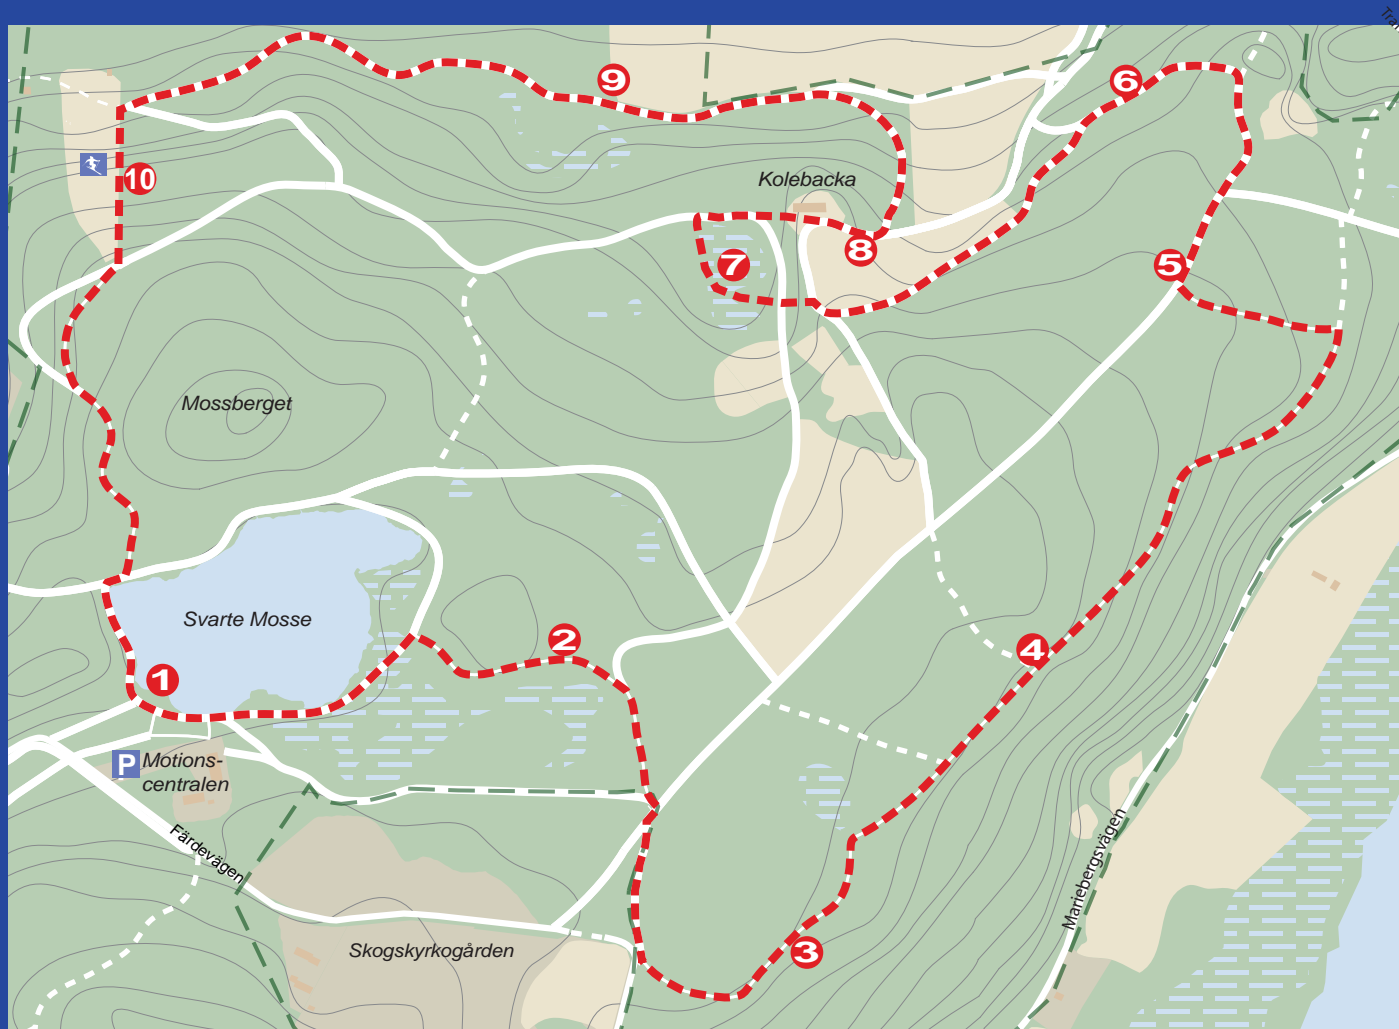 9
6
10
Kolebacka
8
7
5
Mossberget
Svarte Mosse
2
4
1
P
Motions-
centralen
Färdevägen
Mariebergsvägen
Skogskyrkogården
3